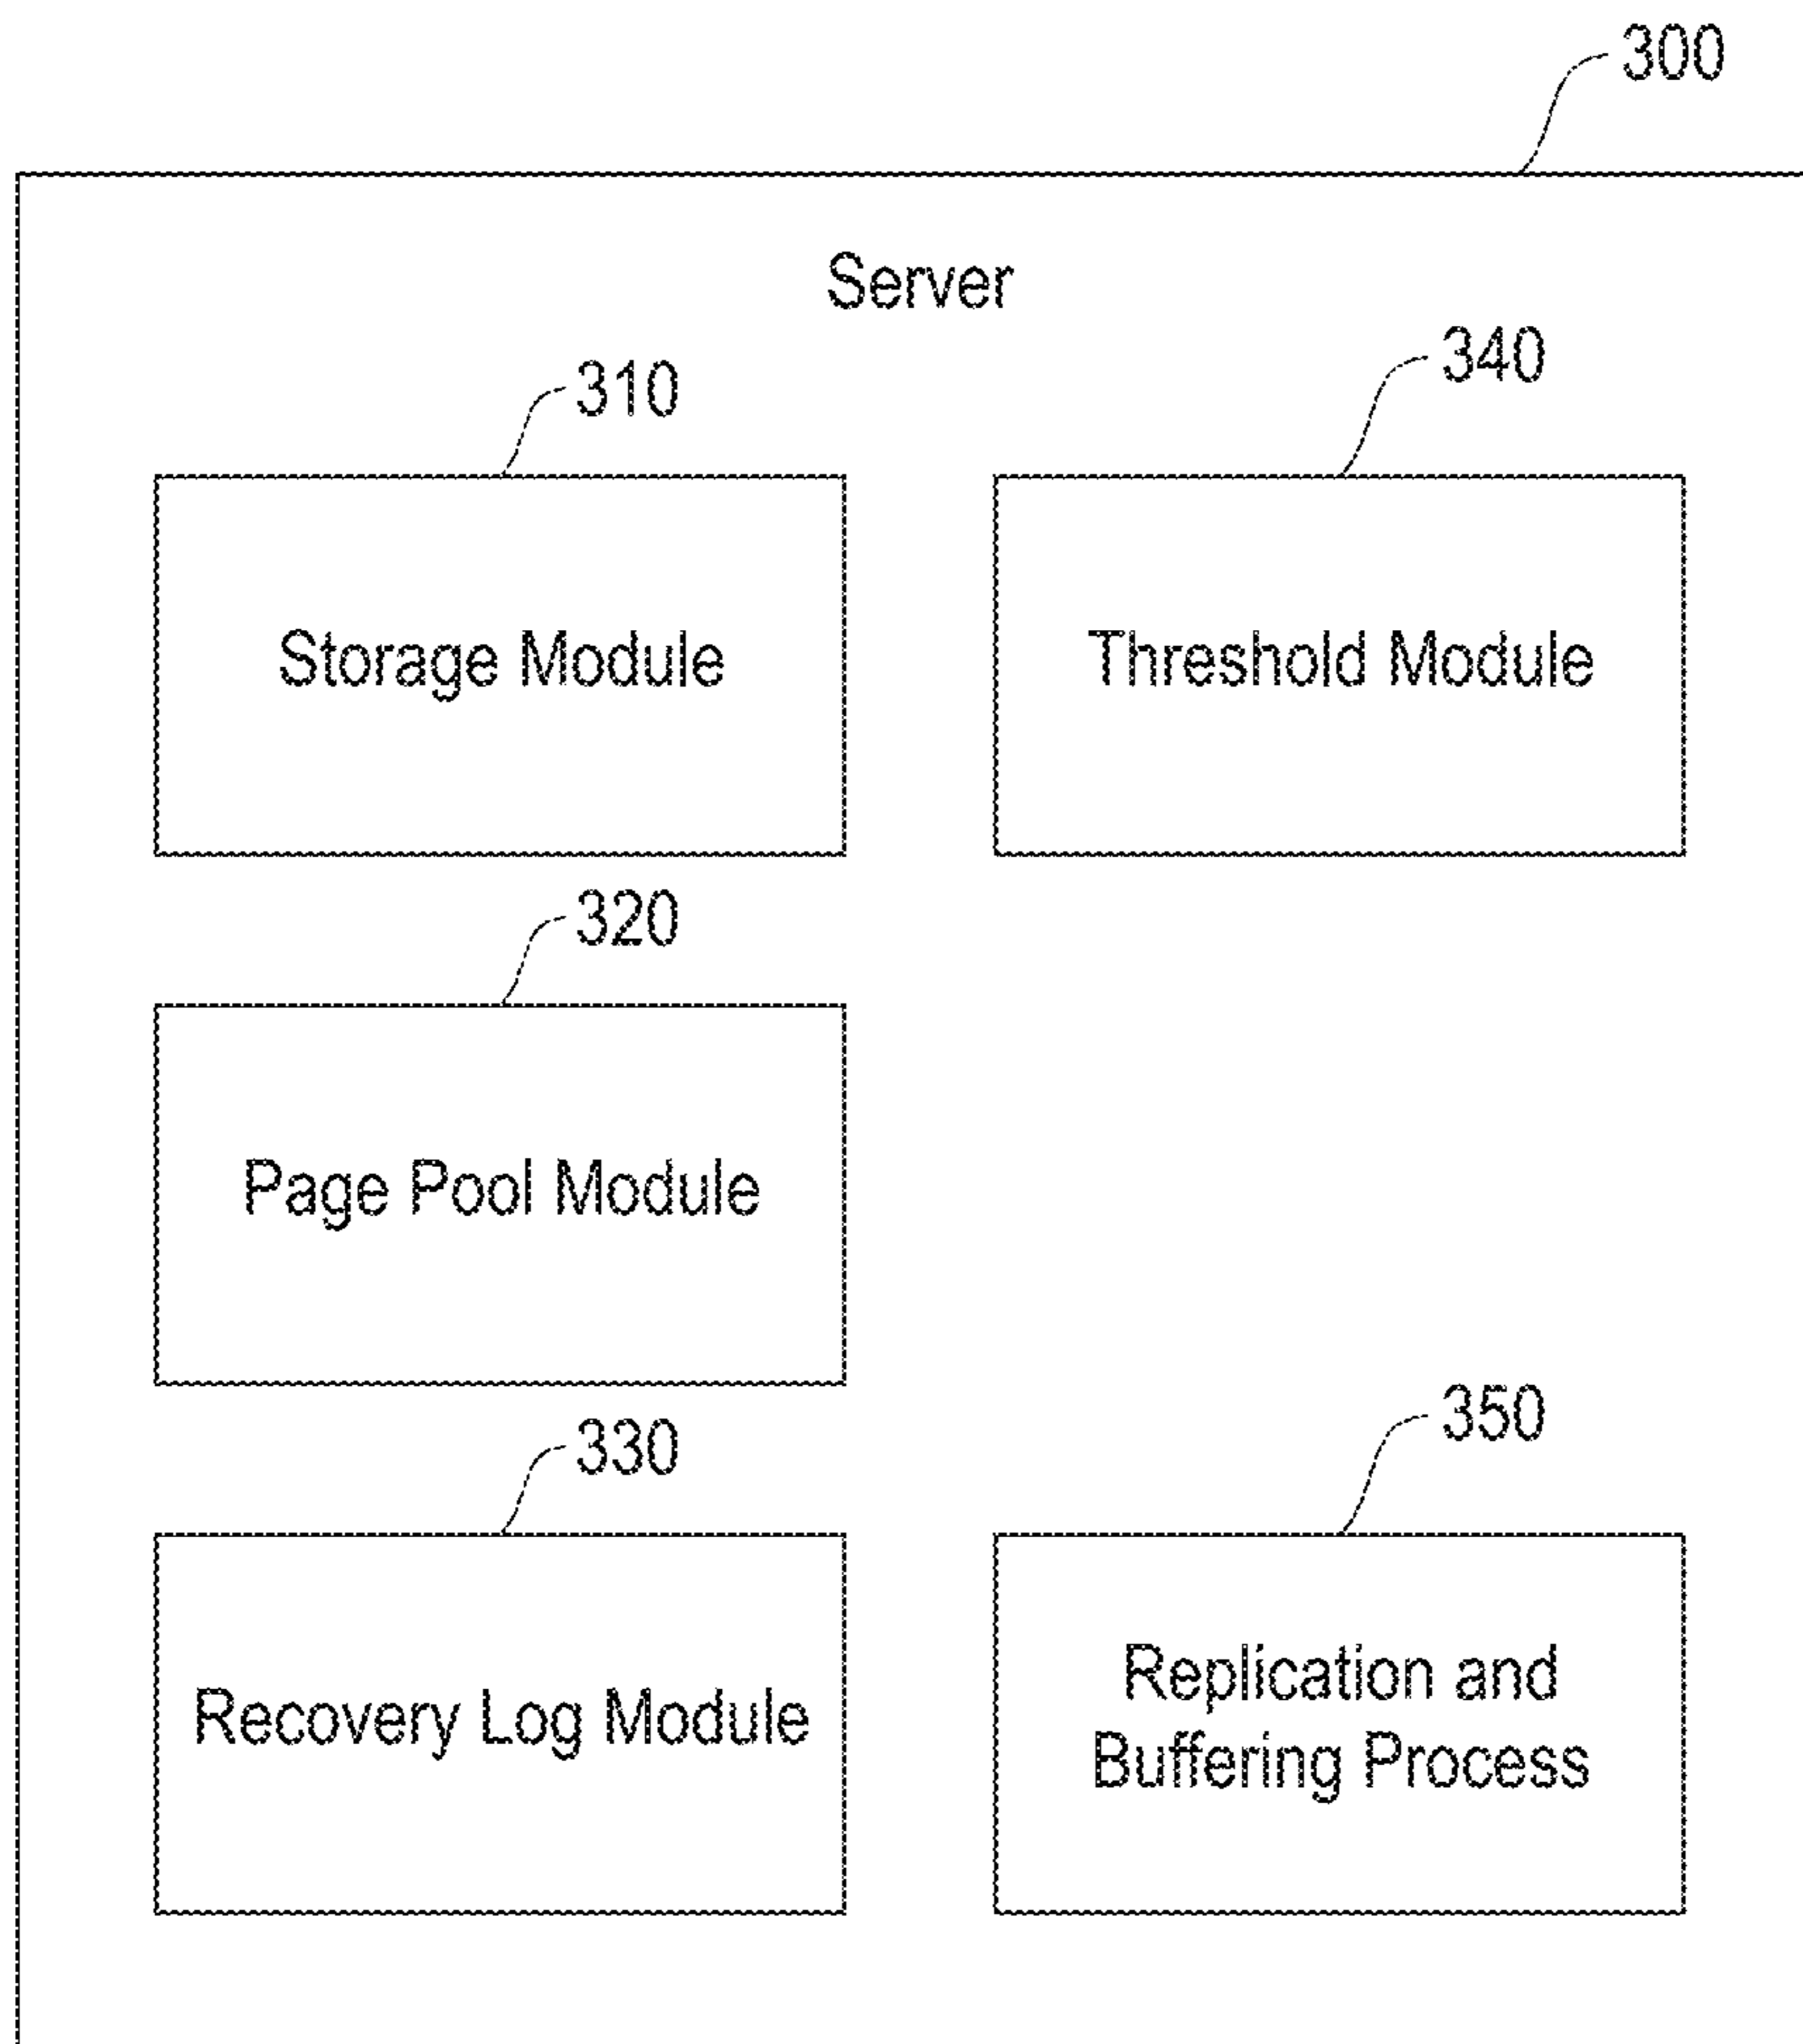 300
Server
310
340
Storage Module
Threshold Module
320
Page Pool Module
330
350
Recovery Log Module
Replication and
Buffering Process